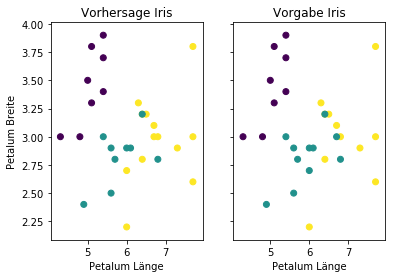 Vorhersage Iris
Vorgabe Iris
4.00
3.75
3.50
3.25
3.00
2.75
2.50
2.25
Petalum Breite
5
6
7
5
6
7
Petalum Länge
Petalum Länge